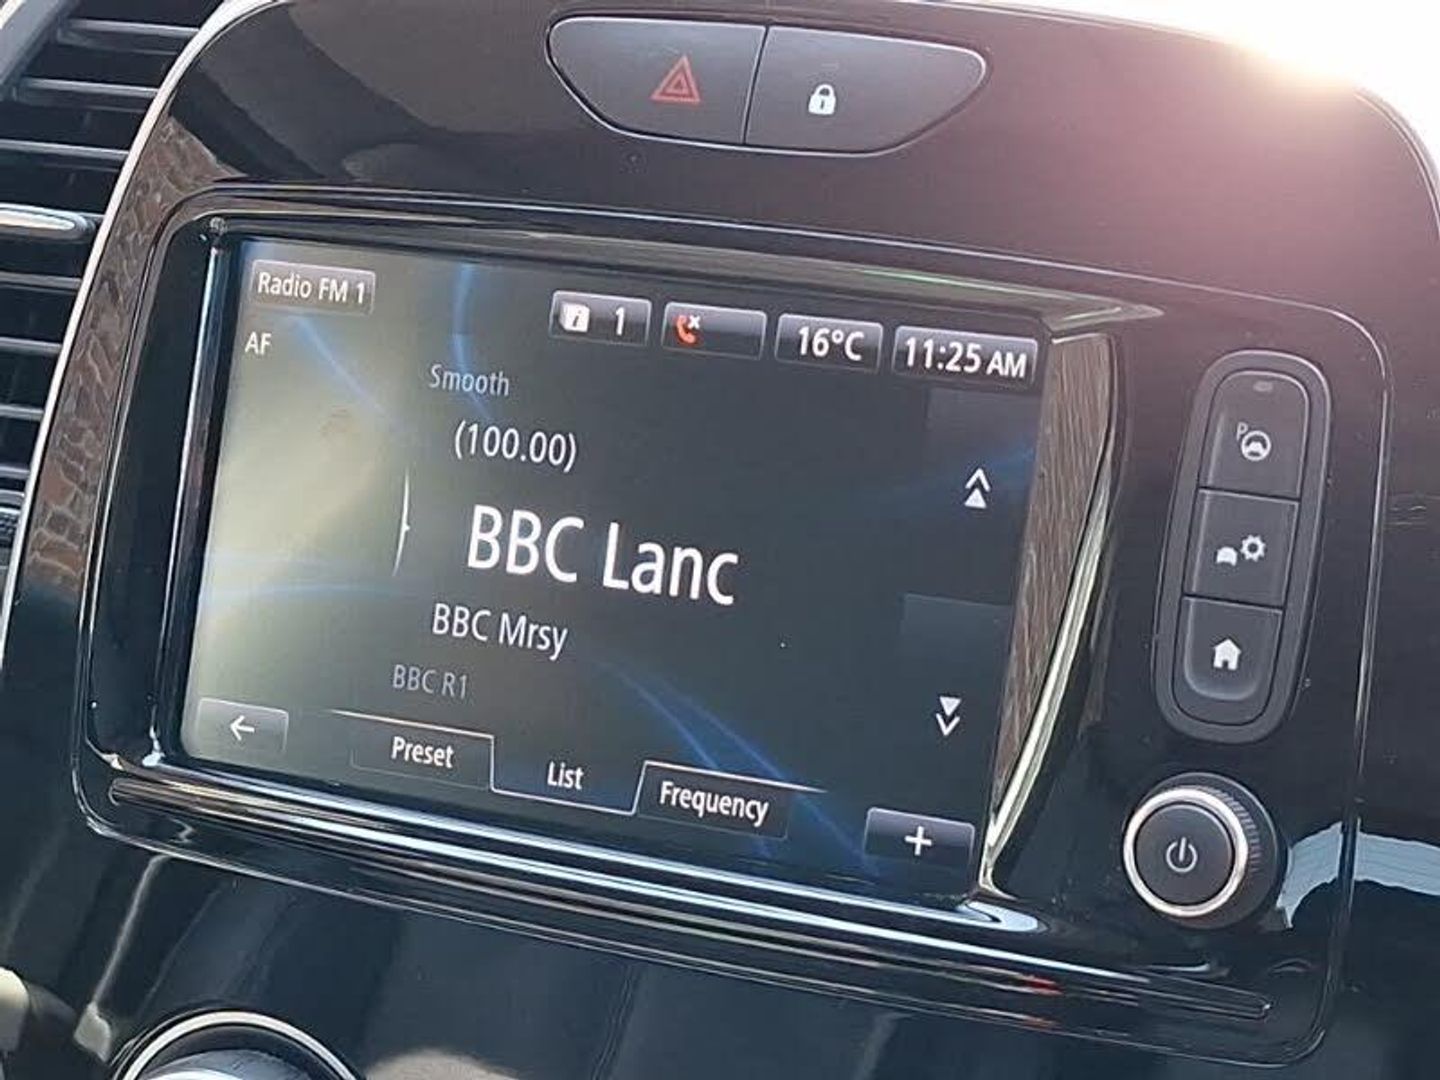 Radio FM 1
1
16°C
11:25 AM
AF
Smooth
(100.00)
BBC Lanc
BBC Mrsy
BBC R1
Preset
List
Frequency
+
P